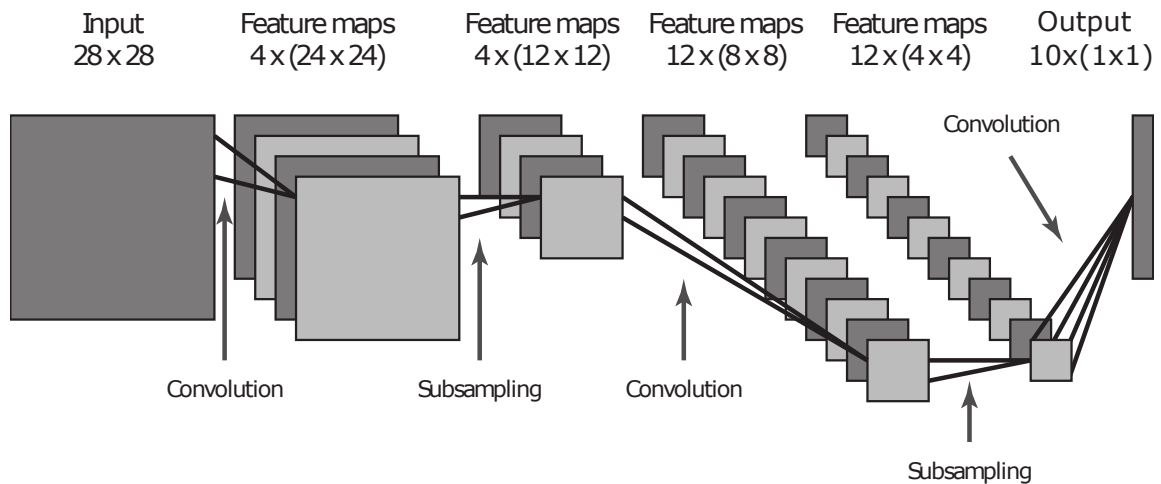 Input
28 x 28
Feature maps
4 x (24 x 24)
Feature maps
4 x (12 x 12)
Feature maps
12 x (8 x 8)
Feature maps
12 x (4 x 4)
Output
10x(1x1)
Convolution
Convolution
Subsampling
Convolution
Subsampling